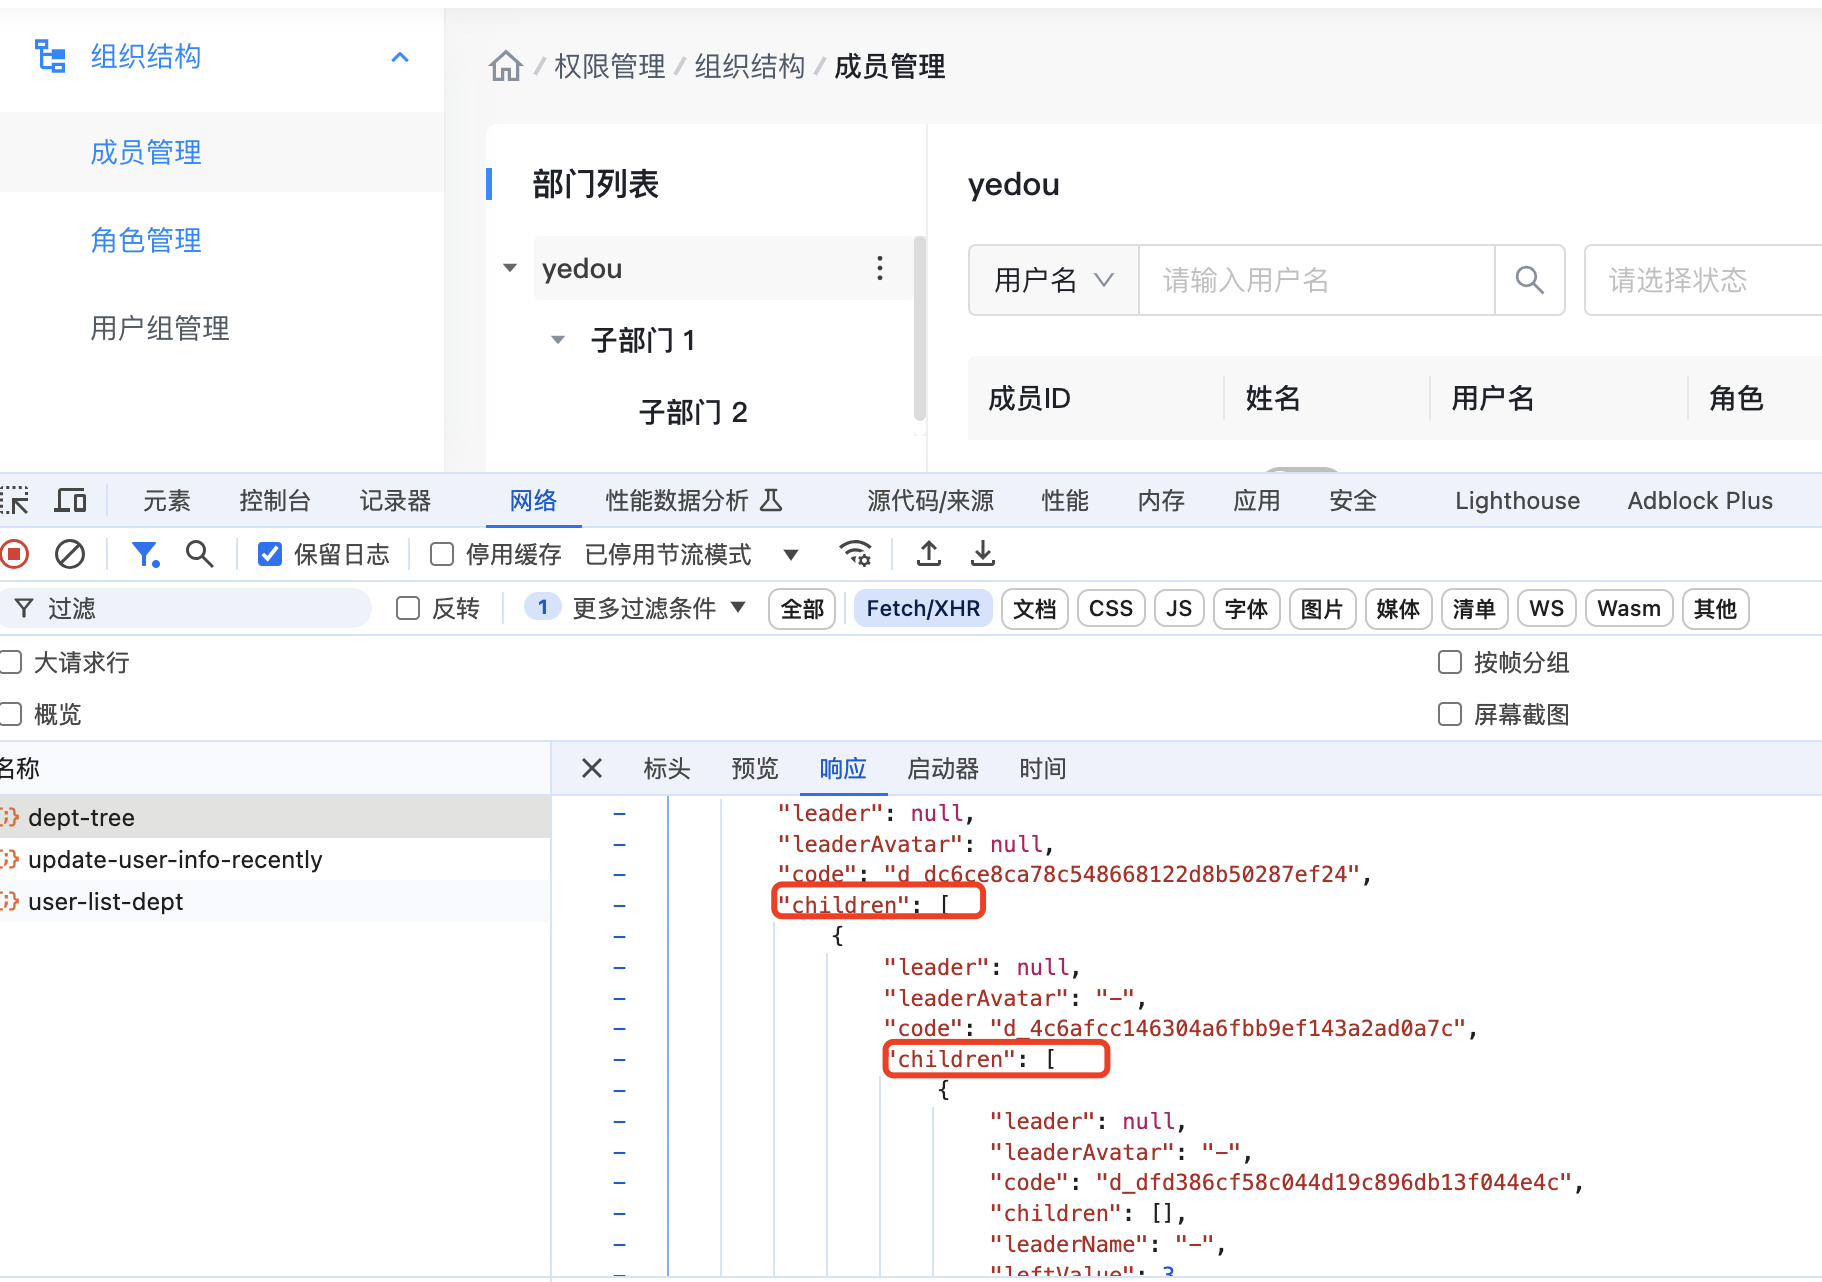 组织结构
/ 权限管理 / 组织结构 / 成员管理
成员管理
角色管理
用户组管理
部门列表
yedou
子部门 1
子部门 2
yedou
用户名
请输入用户名
请选择状态
成员ID 姓名 用户名 角色
元素 控制台 记录器 网络 性能数据分析 源代码/来源 性能 内存 应用 安全 Lighthouse Adblock Plus
保留日志 停用缓存 已停用节流模式
过滤 反转 1 更多过滤条件 全部 Fetch/XHR 文档 CSS JS 字体 图片 媒体 清单 WS Wasm 其他
大请求行 按帧分组
概览 屏幕截图
名称
dept-tree
update-user-info-recently
user-list-dept
标头 预览 响应 启动器 时间
"leader": null,
"leaderAvatar": null,
"code": "d_dc6ce8ca78c548668122d8b50287ef24",
"children": [
{
"leader": null,
"leaderAvatar": "-",
"code": "d_4c6afcc146304a6fbb9ef143a2ad0a7c",
"children": [
{
"leader": null,
"leaderAvatar": "-",
"code": "d_dfd386cf58c044d19c896db13f044e4c",
"children": [],
"leaderName": "-",
"leftValue": 3